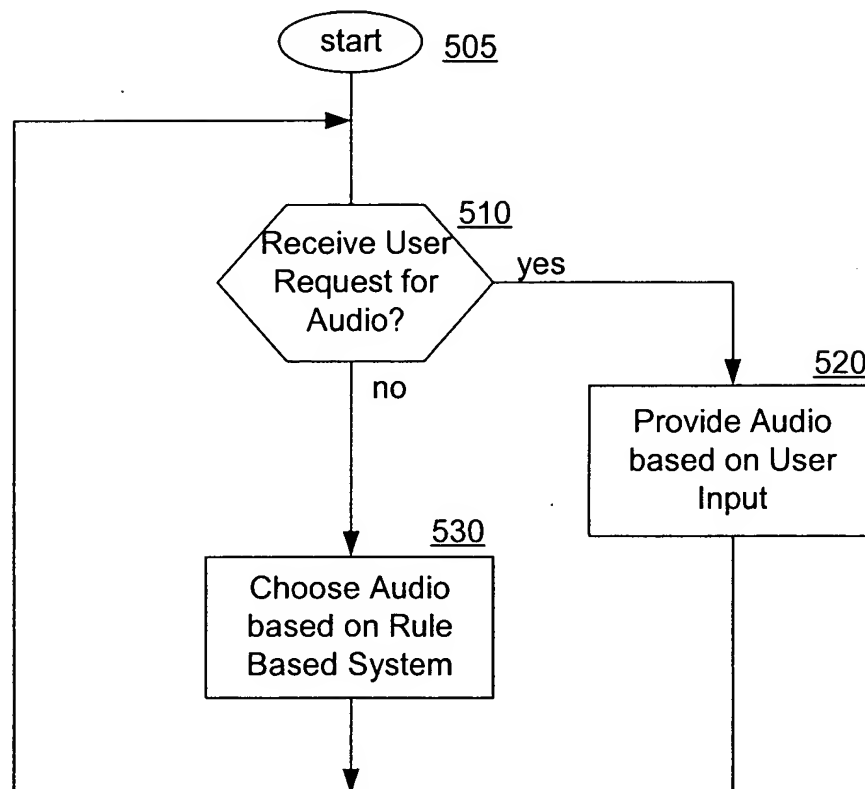 start
505
510
Receive User
Request for
Audio?
yes
no
520
Provide Audio
based on User
Input
530
Choose Audio
based on Rule
Based System